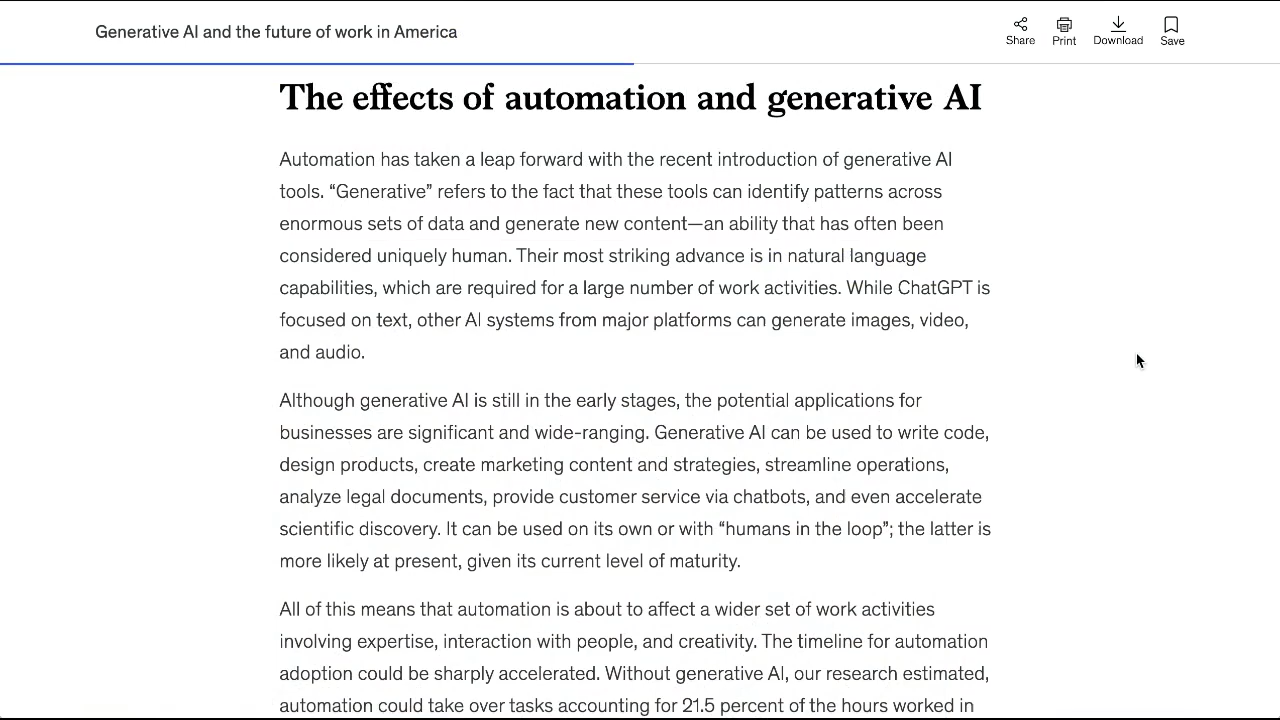 Generative AI and the future of work in America
Share
Print
Download
Save
The effects of automation and generative AI
Automation has taken a leap forward with the recent introduction of generative AI
tools. “Generative” refers to the fact that these tools can identify patterns across
enormous sets of data and generate new content—an ability that has often been
considered uniquely human. Their most striking advance is in natural language
capabilities, which are required for a large number of work activities. While ChatGPT is
focused on text, other AI systems from major platforms can generate images, video,
and audio.
Although generative AI is still in the early stages, the potential applications for
businesses are significant and wide-ranging. Generative AI can be used to write code,
design products, create marketing content and strategies, streamline operations,
analyze legal documents, provide customer service via chatbots, and even accelerate
scientific discovery. It can be used on its own or with “humans in the loop”; the latter is
more likely at present, given its current level of maturity.
All of this means that automation is about to affect a wider set of work activities
involving expertise, interaction with people, and creativity. The timeline for automation
adoption could be sharply accelerated. Without generative AI, our research estimated,
automation could take over tasks accounting for 21.5 percent of the hours worked in